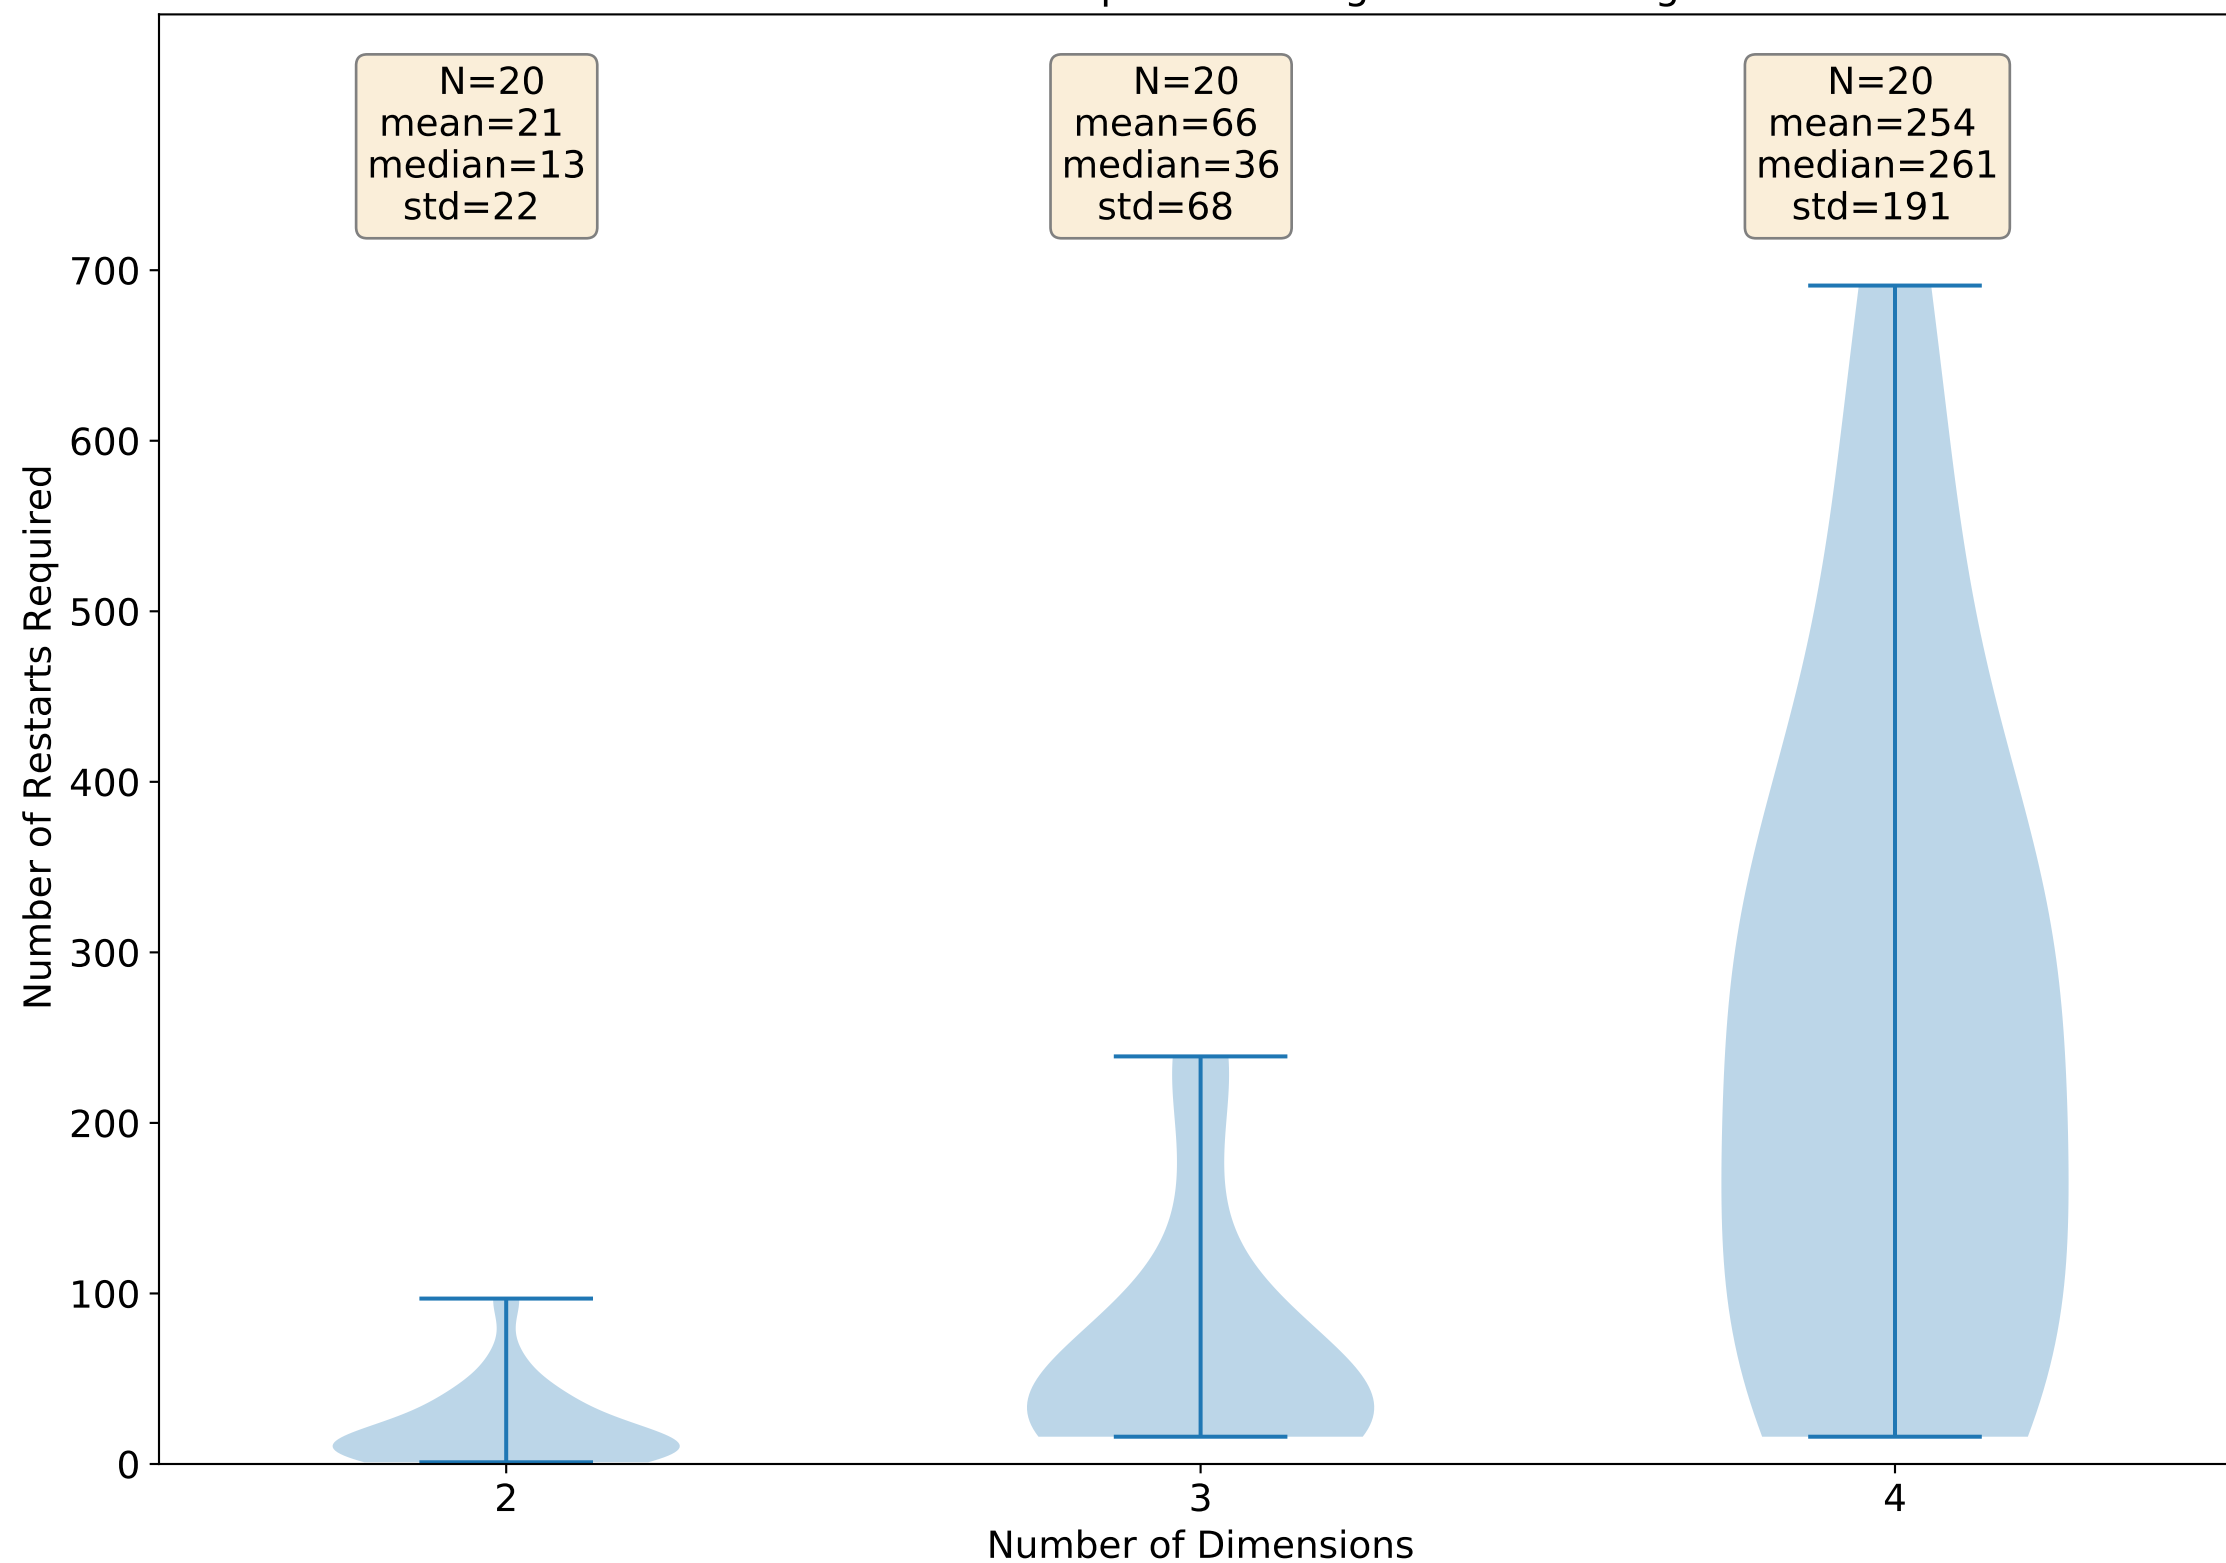 N=20
mean=21
median=13
std=22
N=20
mean=66
median=36
std=68
N=20
mean=254
median=261
std=191
700
600
500
400
300
200
100
0
Number of Restarts Required
2
3
4
Number of Dimensions